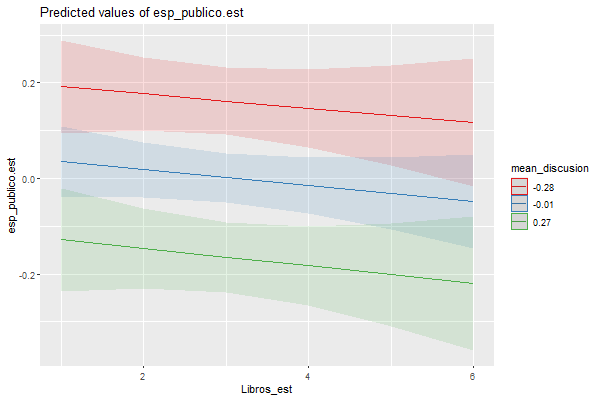 Predicted values of esp_publico.est
esp_publico.est
0.2
0.0
-0.2
2
4
6
Libros_est
mean_discusion
-0.28
-0.01
0.27